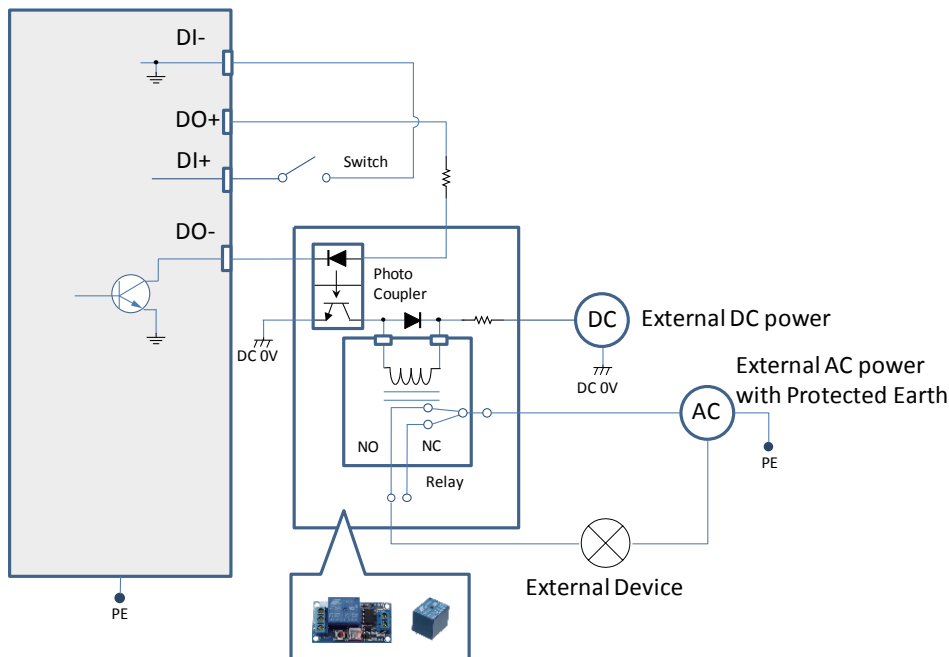 DI-
DO+
DI+
Switch
DO-
Photo
Coupler
DC 0V
DC
External DC power
DC 0V
External AC power
with Protected Earth
AC
PE
NO
NC
Relay
External Device
PE